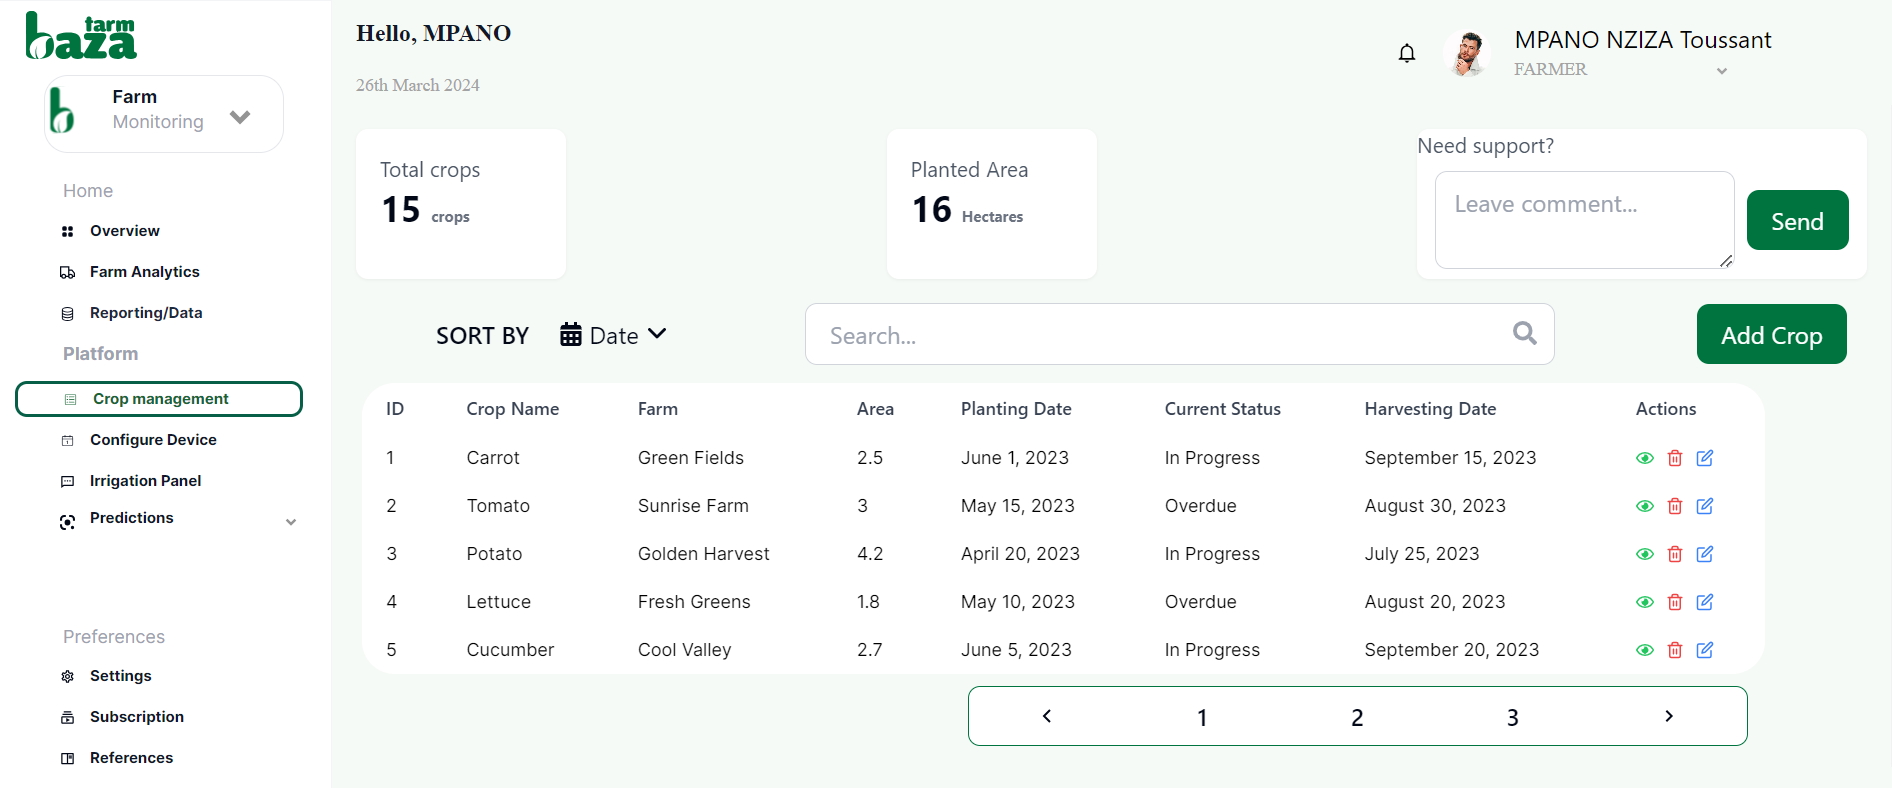 farm
baza
Farm
Monitoring
Home
Overview
Farm Analytics
Reporting/Data
Platform
Crop management
Configure Device
Irrigation Panel
Predictions
Preferences
Settings
Subscription
References
Hello, MPANO
26th March 2024
MPANO NZIZA Toussant
FARMER
Total crops
15 crops
Planted Area
16 Hectares
Need support?
Leave comment...
Send
SORT BY Date
Search...
Add Crop
ID Crop Name Farm Area Planting Date Current Status Harvesting Date Actions
1 Carrot Green Fields 2.5 June 1, 2023 In Progress September 15, 2023
2 Tomato Sunrise Farm 3 May 15, 2023 Overdue August 30, 2023
3 Potato Golden Harvest 4.2 April 20, 2023 In Progress July 25, 2023
4 Lettuce Fresh Greens 1.8 May 10, 2023 Overdue August 20, 2023
5 Cucumber Cool Valley 2.7 June 5, 2023 In Progress September 20, 2023
1 2 3